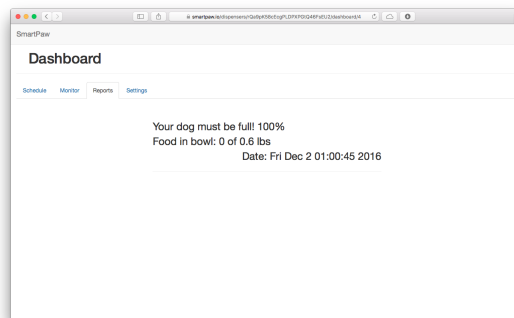 SmartPaw
Dashboard
Schedule Monitor Reports Settings
Your dog must be full! 100%
Food in bowl: 0 of 0.6 lbs
Date: Fri Dec 2 01:00:45 2016